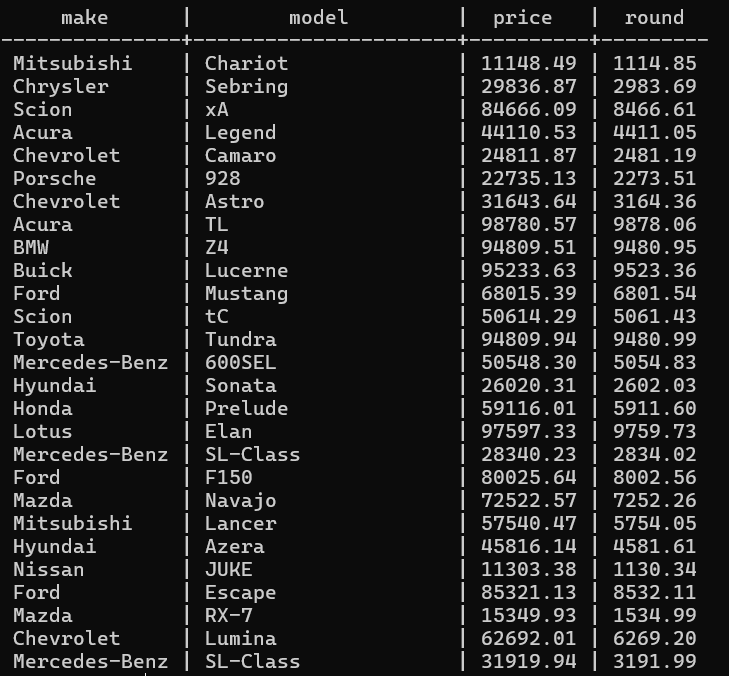 make | model | price | round
---------------+-----------------------+-----------+---------
Mitsubishi | Chariot | 11148.49 | 1114.85
Chrysler | Sebring | 29836.87 | 2983.69
Scion | xA | 84666.09 | 8466.61
Acura | Legend | 44110.53 | 4411.05
Chevrolet | Camaro | 24811.87 | 2481.19
Porsche | 928 | 22735.13 | 2273.51
Chevrolet | Astro | 31643.64 | 3164.36
Acura | TL | 98780.57 | 9878.06
BMW | Z4 | 94809.51 | 9480.95
Buick | Lucerne | 95233.63 | 9523.36
Ford | Mustang | 68015.39 | 6801.54
Scion | tC | 50614.29 | 5061.43
Toyota | Tundra | 94809.94 | 9480.99
Mercedes-Benz | 600SEL | 50548.30 | 5054.83
Hyundai | Sonata | 26020.31 | 2602.03
Honda | Prelude | 59116.01 | 5911.60
Lotus | Elan | 97597.33 | 9759.73
Mercedes-Benz | SL-Class | 28340.23 | 2834.02
Ford | F150 | 80025.64 | 8002.56
Mazda | Navajo | 72522.57 | 7252.26
Mitsubishi | Lancer | 57540.47 | 5754.05
Hyundai | Azera | 45816.14 | 4581.61
Nissan | JUKE | 11303.38 | 1130.34
Ford | Escape | 85321.13 | 8532.11
Mazda | RX-7 | 15349.93 | 1534.99
Chevrolet | Lumina | 62692.01 | 6269.20
Mercedes-Benz | SL-Class | 31919.94 | 3191.99